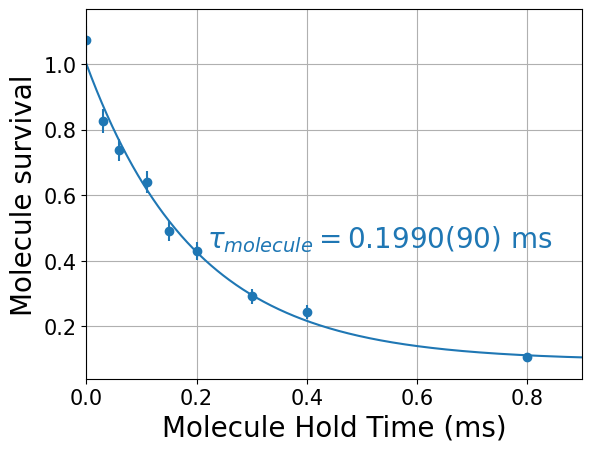 Molecule survival
1.0
0.8
0.6
0.4
0.2
τmolecule = 0.1990(90) ms
0.0 0.2 0.4 0.6 0.8
Molecule Hold Time (ms)